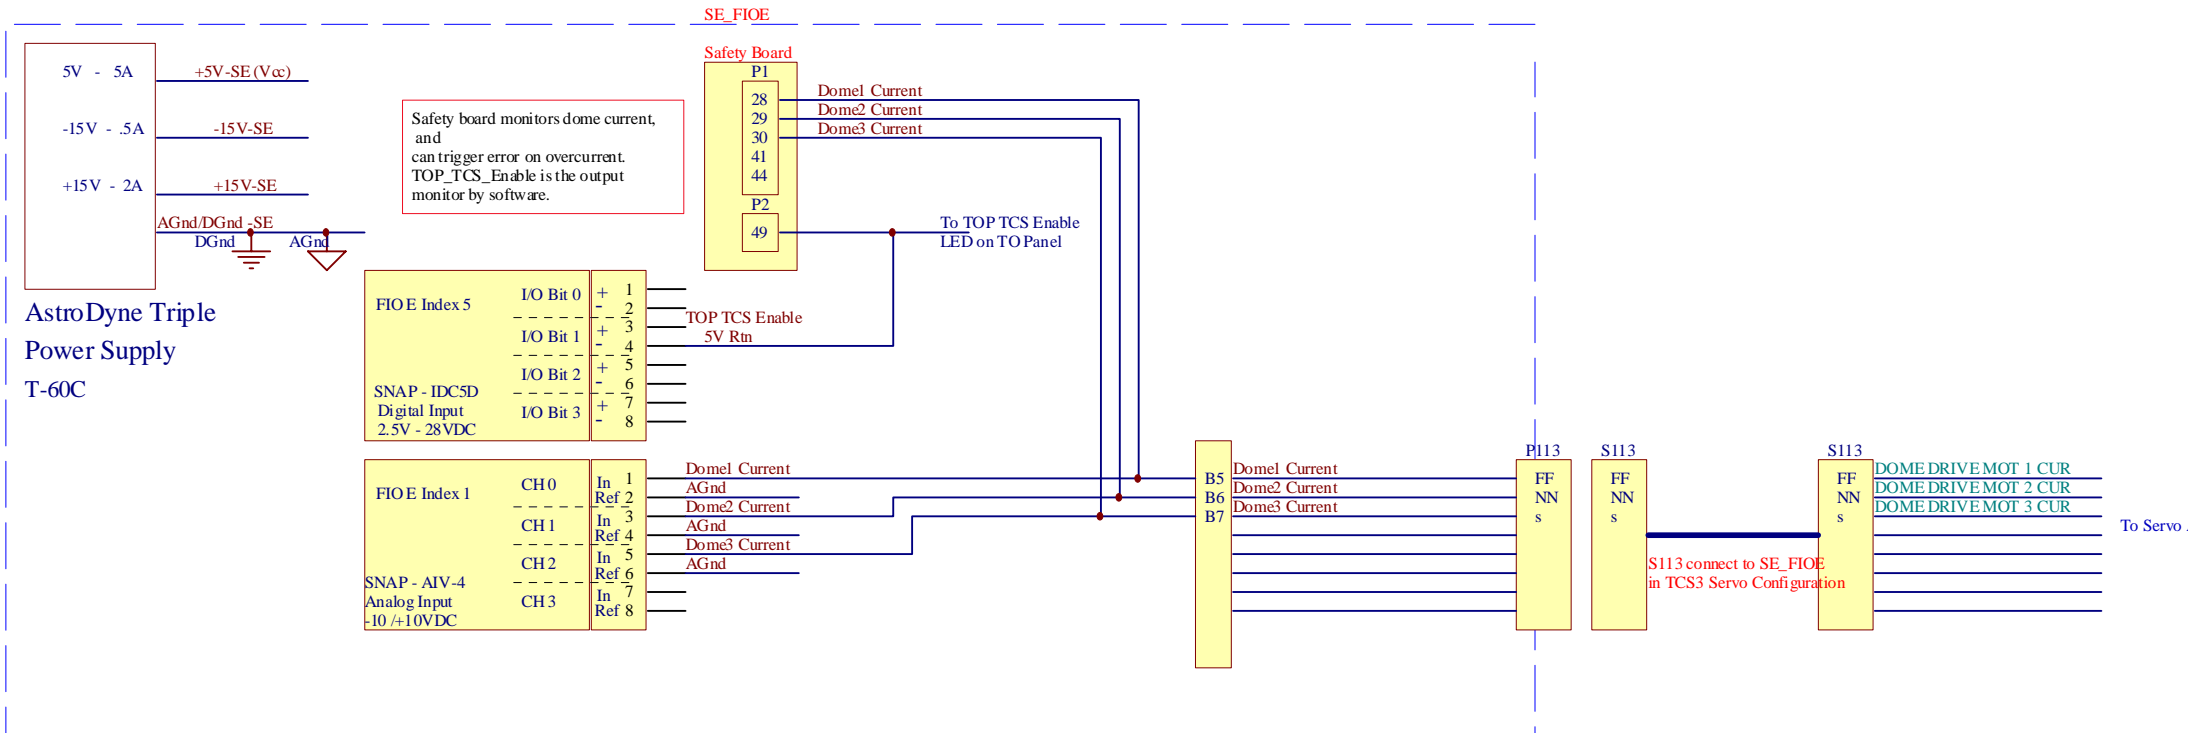 SE_FIOE
5V - 5A
+5V-SE (Vcc)
-15V - .5A
-15V-SE
+15V - 2A
+15V-SE
AGnd/DGnd -SE
DGnd
AGnd
AstroDyne Triple
Power Supply
T-60C
Safety board monitors dome current,
and
can trigger error on overcurrent.
TOP_TCS_Enable is the output
monitor by software.
Safety Board
P1
28
29
30
41
44
P2
49
Dome1 Current
Dome2 Current
Dome3 Current
To TOP TCS Enable
LED on TO Panel
FIOE Index 5
I/O Bit 0
I/O Bit 1
I/O Bit 2
I/O Bit 3
SNAP - IDC5D
Digital Input
2.5V - 28VDC
+ 1
- 2
+ 3
- 4
+ 5
- 6
+ 7
- 8
TOP TCS Enable
5V Rtn
FIOE Index 1
CH 0
CH 1
CH 2
CH 3
SNAP - AIV-4
Analog Input
-10 /+10VDC
In 1
Ref 2
In 3
Ref 4
In 5
Ref 6
In 7
Ref 8
Dome1 Current
AGnd
Dome2 Current
AGnd
Dome3 Current
AGnd
B5
B6
B7
Dome1 Current
Dome2 Current
Dome3 Current
P113
FF
NN
s
S113
FF
NN
s
S113 connect to SE_FIOE
in TCS3 Servo Configuration
S113
FF
NN
s
DOME DRIVE MOT 1 CUR
DOME DRIVE MOT 2 CUR
DOME DRIVE MOT 3 CUR
To Servo